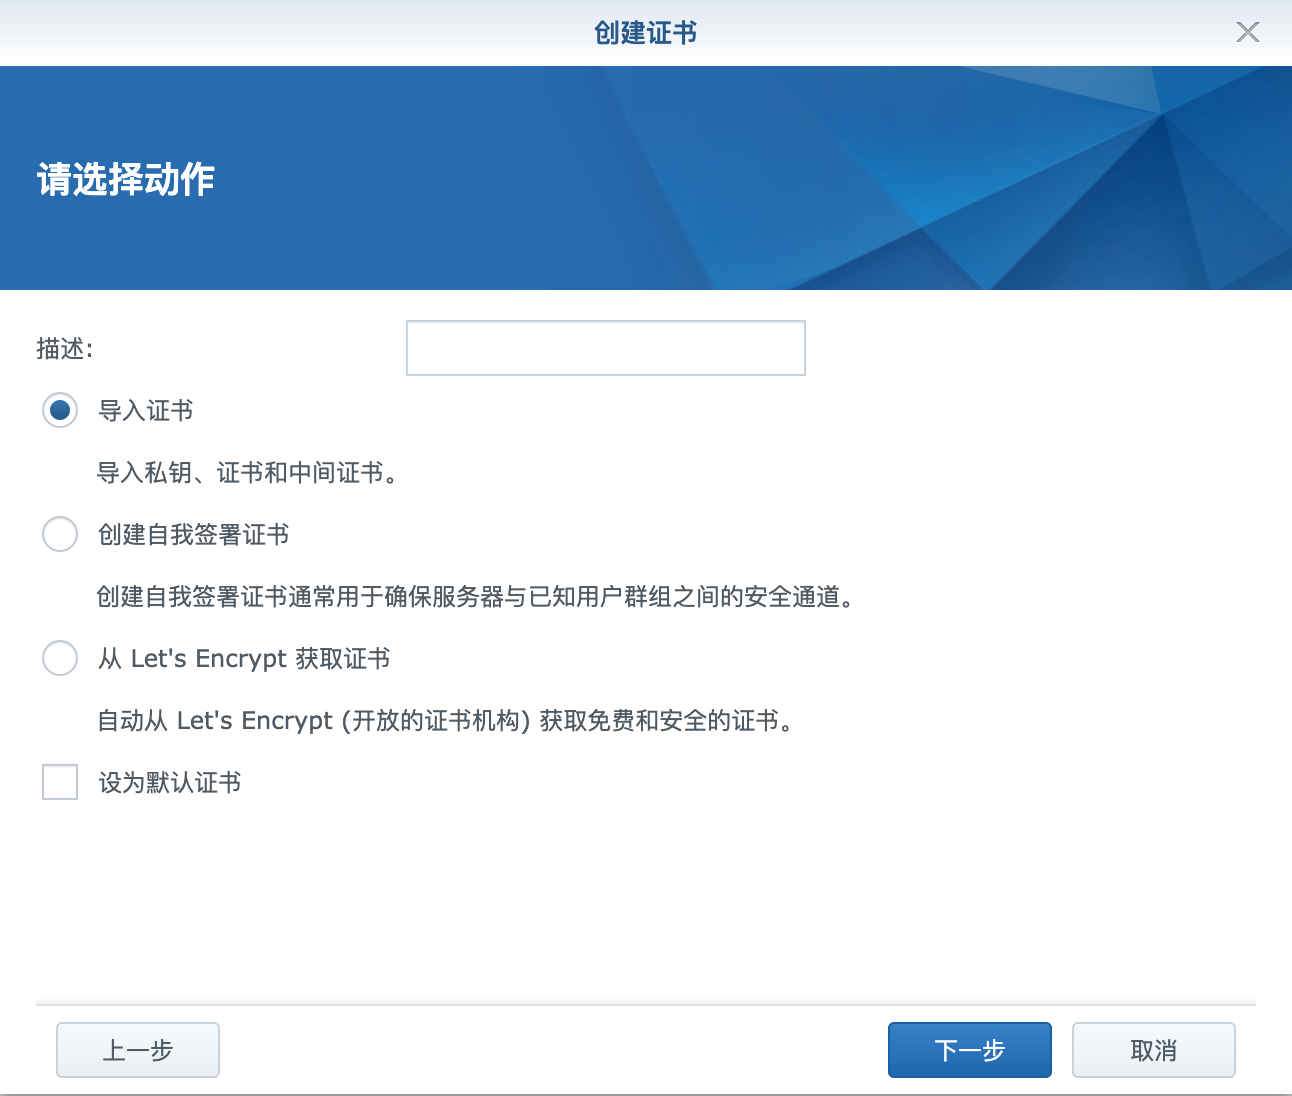 创建证书
请选择动作
描述:
导入证书
导入私钥、证书和中间证书。
创建自我签署证书
创建自我签署证书通常用于确保服务器与已知用户群组之间的安全通道。
从 Let's Encrypt 获取证书
自动从 Let's Encrypt (开放的证书机构) 获取免费和安全的证书。
设为默认证书
上一步 下一步 取消